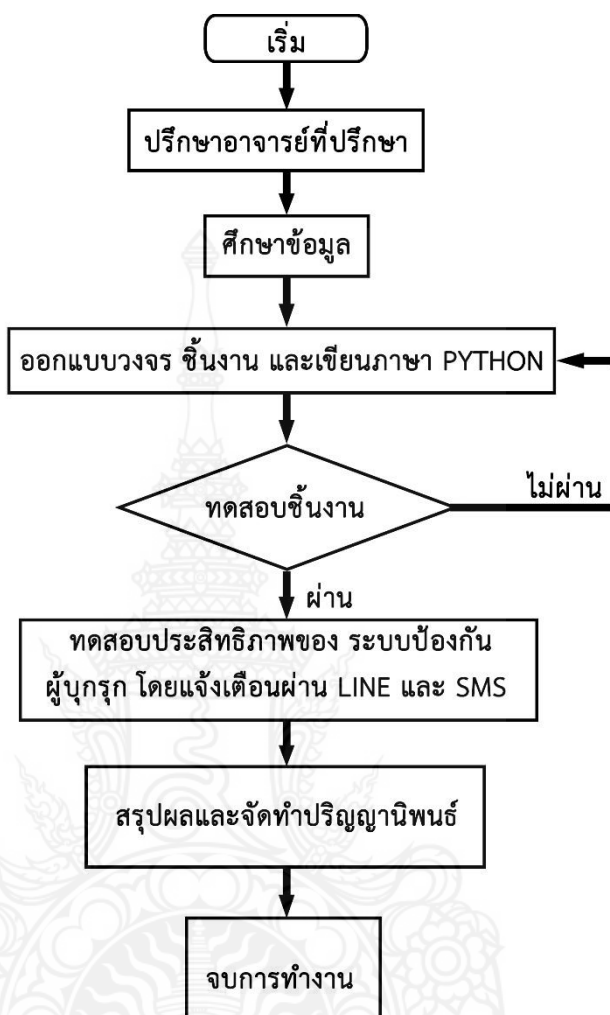 เริ่ม
ปรึกษาอาจารย์ที่ปรึกษา
ศึกษาข้อมูล
ออกแบบวงจร ชิ้นงาน และเขียนภาษา PYTHON
ทดสอบชิ้นงาน
ไม่ผ่าน
ผ่าน
ทดสอบประสิทธิภาพของ ระบบป้องกัน
ผู้บุกรุก โดยแจ้งเตือนผ่าน LINE และ SMS
สรุปผลและจัดทำปริญญานิพนธ์
จบการทำงาน